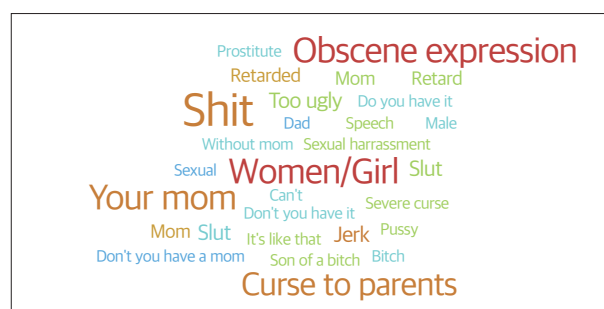 Prostitute Obscene expression
Retarded Mom Retard
Shit Too ugly Do you have it
Dad Speech Male
Without mom Sexual harrassment
Sexual Women/Girl Slut
Your mom Can't
Don't you have it Severe curse
Mom Slut It's like that Jerk Pussy
Don't you have a mom Son of a bitch Bitch
Curse to parents